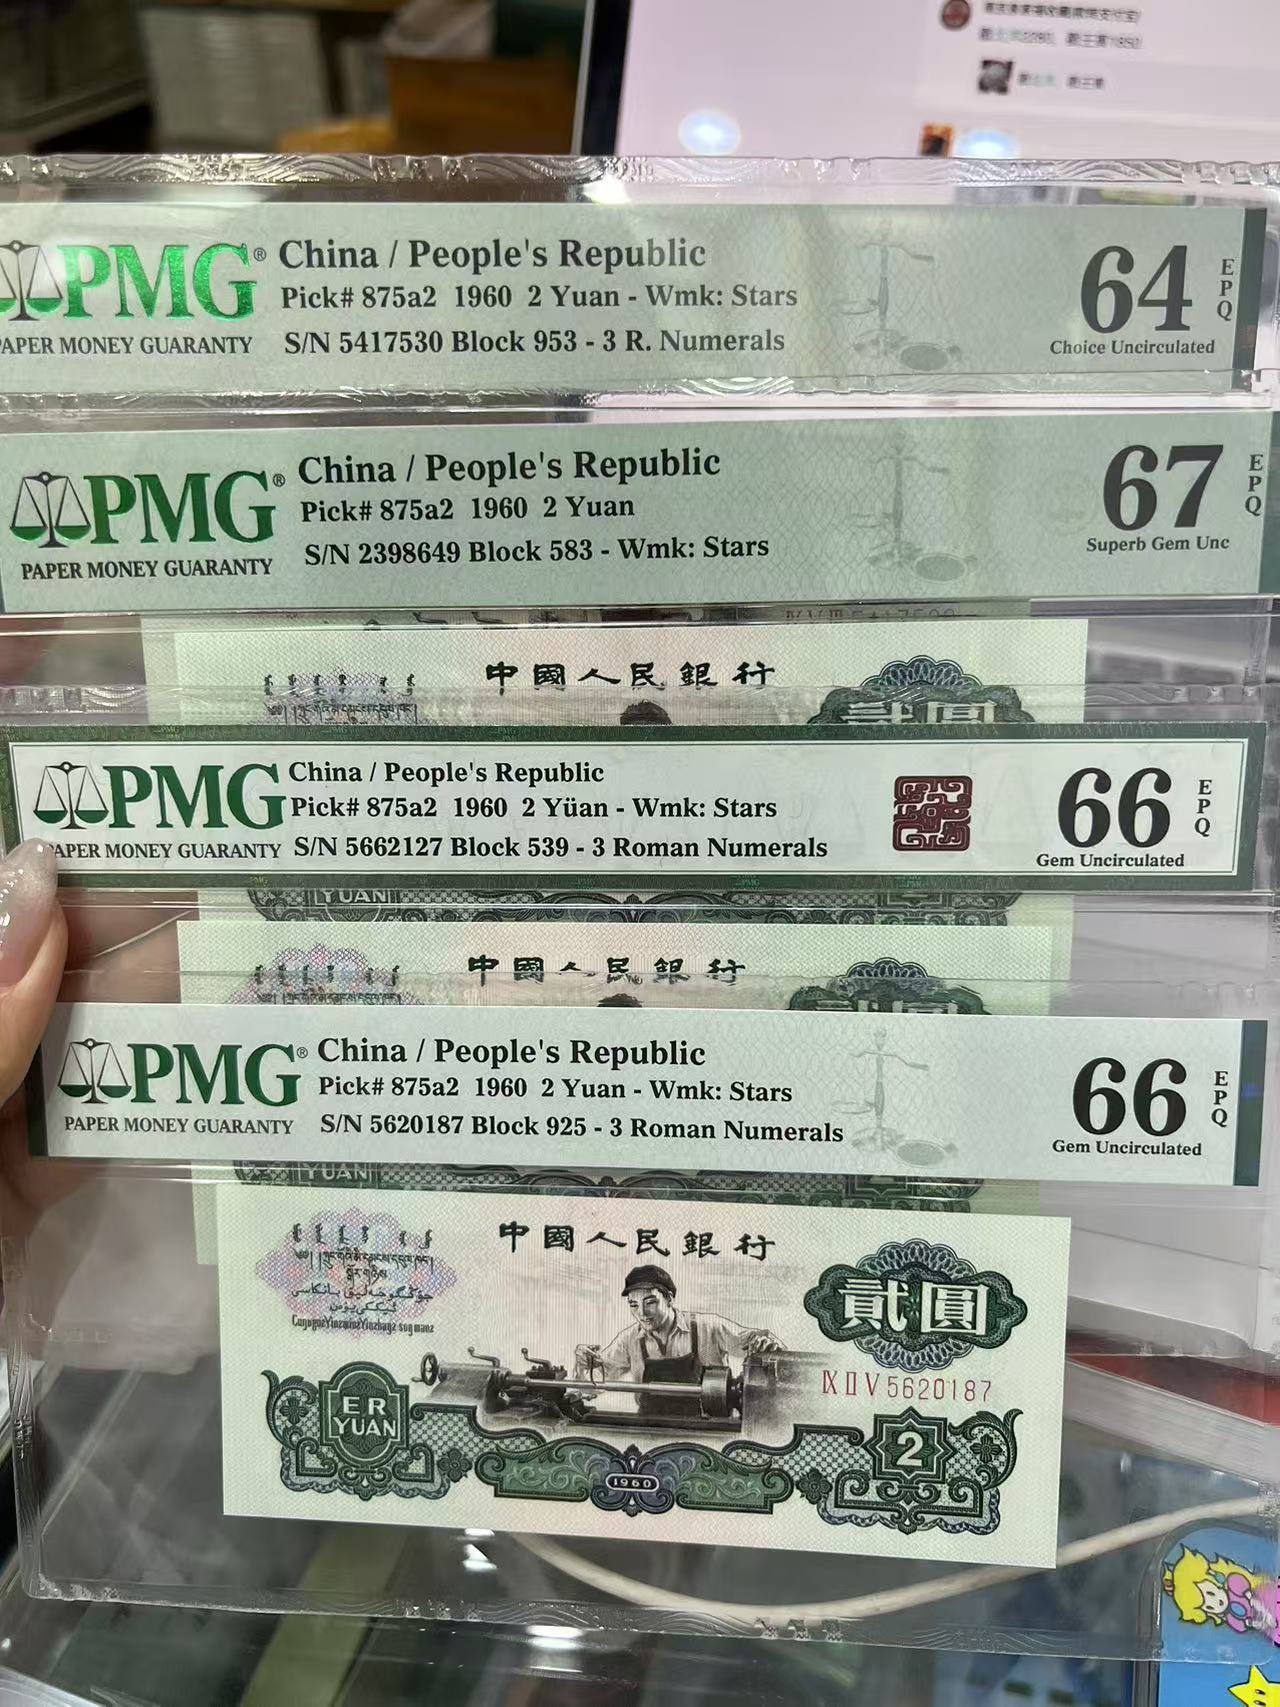 PMG®
PAPER MONEY GUARANTY
China / People's Republic
Pick# 875a2 1960 2 Yuan - Wmk: Stars
S/N 5417530 Block 953 - 3 R. Numerals
64
EPQ
Choice Uncirculated
PMG®
PAPER MONEY GUARANTY
China / People's Republic
Pick# 875a2 1960 2 Yuan
S/N 2398649 Block 583 - Wmk: Stars
67
EPQ
Superb Gem Unc
中國人民銀行
貳圓
PMG
PAPER MONEY GUARANTY
China / People's Republic
Pick# 875a2 1960 2 Yüan - Wmk: Stars
S/N 5662127 Block 539 - 3 Roman Numerals
66
EPQ
Gem Uncirculated
YUAN
中國人民銀行
貳圓
PMG®
PAPER MONEY GUARANTY
China / People's Republic
Pick# 875a2 1960 2 Yuan - Wmk: Stars
S/N 5620187 Block 925 - 3 Roman Numerals
66
EPQ
Gem Uncirculated
YUAN
中國人民銀行
貳圓
ⅨⅡⅤ5620187
ER
YUAN
1960
2